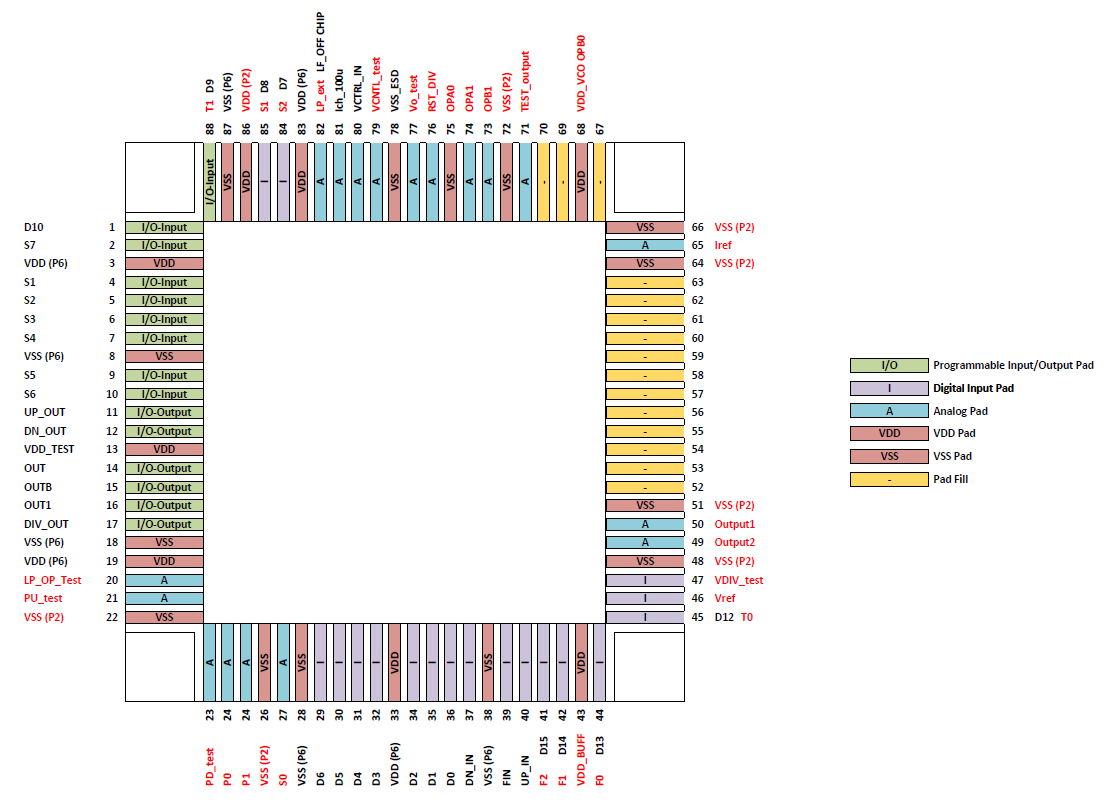 T1 D9
VSS (P6)
VDD (P2)
S1 D8
S2 D7
VDD (P6)
LP_ext LF_OFF CHIP
Ich_100u
VCTRL_IN
VCNTL_test
VSS_ESD
Vo_test
RST_DIV
OPA0
OPA1
OPB1
VSS (P2)
TEST_output
VDD_VCO OPB0
88 87 86 85 84 83 82 81 80 79 78 77 76 75 74 73 72 71 70 69 68 67
I/O-Input VSS VDD I I VDD A A A A VSS A A VSS A A VSS A - - VDD -
D10 1 I/O-Input
S7 2 I/O-Input
VDD (P6) 3 VDD
S1 4 I/O-Input
S2 5 I/O-Input
S3 6 I/O-Input
S4 7 I/O-Input
VSS (P6) 8 VSS
S5 9 I/O-Input
S6 10 I/O-Input
UP_OUT 11 I/O-Output
DN_OUT 12 I/O-Output
VDD_TEST 13 VDD
OUT 14 I/O-Output
OUTB 15 I/O-Output
OUT1 16 I/O-Output
DIV_OUT 17 I/O-Output
VSS (P6) 18 VSS
VDD (P6) 19 VDD
LP_OP_Test 20 A
PU_test 21 A
VSS (P2) 22 VSS
VSS 66 VSS (P2)
A 65 Iref
VSS 64 VSS (P2)
- 63
- 62
- 61
- 60
- 59
- 58
- 57
- 56
- 55
- 54
- 53
- 52
VSS 51 VSS (P2)
A 50 Output1
A 49 Output2
VSS 48 VSS (P2)
I 47 VDIV_test
I 46 Vref
I 45 D12 T0
A A A VSS A VSS I I I I VDD I I I I VSS I I I I VDD I
23 24 24 26 27 28 29 30 31 32 33 34 35 36 37 38 39 40 41 42 43 44
PD_test
P0
P1
VSS (P2)
S0
VSS (P6)
D6
D5
D4
D3
VDD (P6)
D2
D1
D0
DN_IN
VSS (P6)
FIN
UP_IN
F2 D15
F1 D14
VDD_BUFF
F0 D13
I/O Programmable Input/Output Pad
I Digital Input Pad
A Analog Pad
VDD VDD Pad
VSS VSS Pad
- Pad Fill